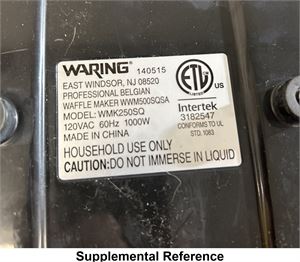 WARING® 140515
EAST WINDSOR, NJ 08520
PROFESSIONAL BELGIAN
WAFFLE MAKER WWM500SQSA
MODEL: WMK250SQ
120VAC 60Hz 1000W
MADE IN CHINA
HOUSEHOLD USE ONLY
CAUTION:DO NOT IMMERSE IN LIQUID
ETL
US
Intertek
3182547
CONFORMS TO UL
STD. 1083
Supplemental Reference